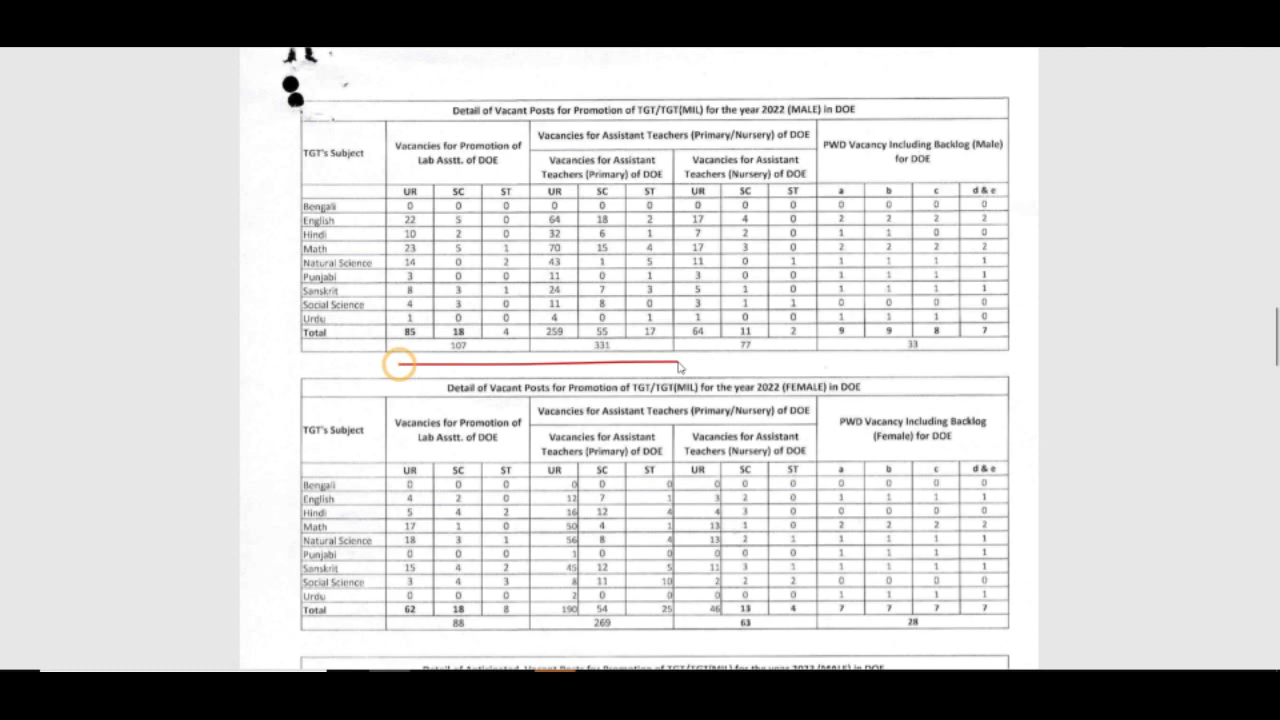 Detail of Vacant Posts for Promotion of TGT/TGT(MIL) for the year 2022 (MALE) in DOE
TGT's Subject Vacancies for Promotion of Lab Asstt. of DOE Vacancies for Assistant Teachers (Primary/Nursery) of DOE PWD Vacancy Including Backlog (Male) for DOE
Vacancies for Assistant Teachers (Primary) of DOE Vacancies for Assistant Teachers (Nursery) of DOE
UR SC ST UR SC ST UR SC ST a b c d & e
Bengali 0 0 0 0 0 0 0 0 0 0 0 0 0
English 22 5 0 64 18 2 17 4 0 2 2 2 2
Hindi 10 2 0 32 6 1 7 2 0 1 1 0 0
Math 23 5 1 70 15 4 17 3 0 2 2 2 2
Natural Science 14 0 2 43 1 5 11 0 1 1 1 1 1
Punjabi 3 0 0 11 0 1 3 0 0 1 1 1 1
Sanskrit 8 3 1 24 7 3 5 1 0 1 1 1 1
Social Science 4 3 0 11 8 0 3 1 1 0 0 0 0
Urdu 1 0 0 4 0 1 1 0 0 1 1 1 0
Total 85 18 4 259 55 17 64 11 2 9 9 8 7
107 331 77 33
Detail of Vacant Posts for Promotion of TGT/TGT(MIL) for the year 2022 (FEMALE) in DOE
TGT's Subject Vacancies for Promotion of Lab Asstt. of DOE Vacancies for Assistant Teachers (Primary/Nursery) of DOE PWD Vacancy Including Backlog (Female) for DOE
Vacancies for Assistant Teachers (Primary) of DOE Vacancies for Assistant Teachers (Nursery) of DOE
UR SC ST UR SC ST UR SC ST a b c d & e
Bengali 0 0 0 0 0 0 0 0 0 0 0 0 0
English 4 2 0 12 7 1 3 2 0 1 1 1 1
Hindi 5 4 2 16 12 4 4 3 0 0 0 0 0
Math 17 1 0 50 4 1 13 1 0 2 2 2 2
Natural Science 18 3 1 56 8 4 13 2 1 1 1 1 1
Punjabi 0 0 0 1 0 0 0 0 0 1 1 1 1
Sanskrit 15 4 2 45 12 5 11 3 1 1 1 1 1
Social Science 3 4 3 8 11 10 2 2 2 0 0 0 0
Urdu 0 0 0 2 0 0 0 0 0 1 1 1 1
Total 62 18 8 190 54 25 46 13 4 7 7 7 7
88 269 63 28